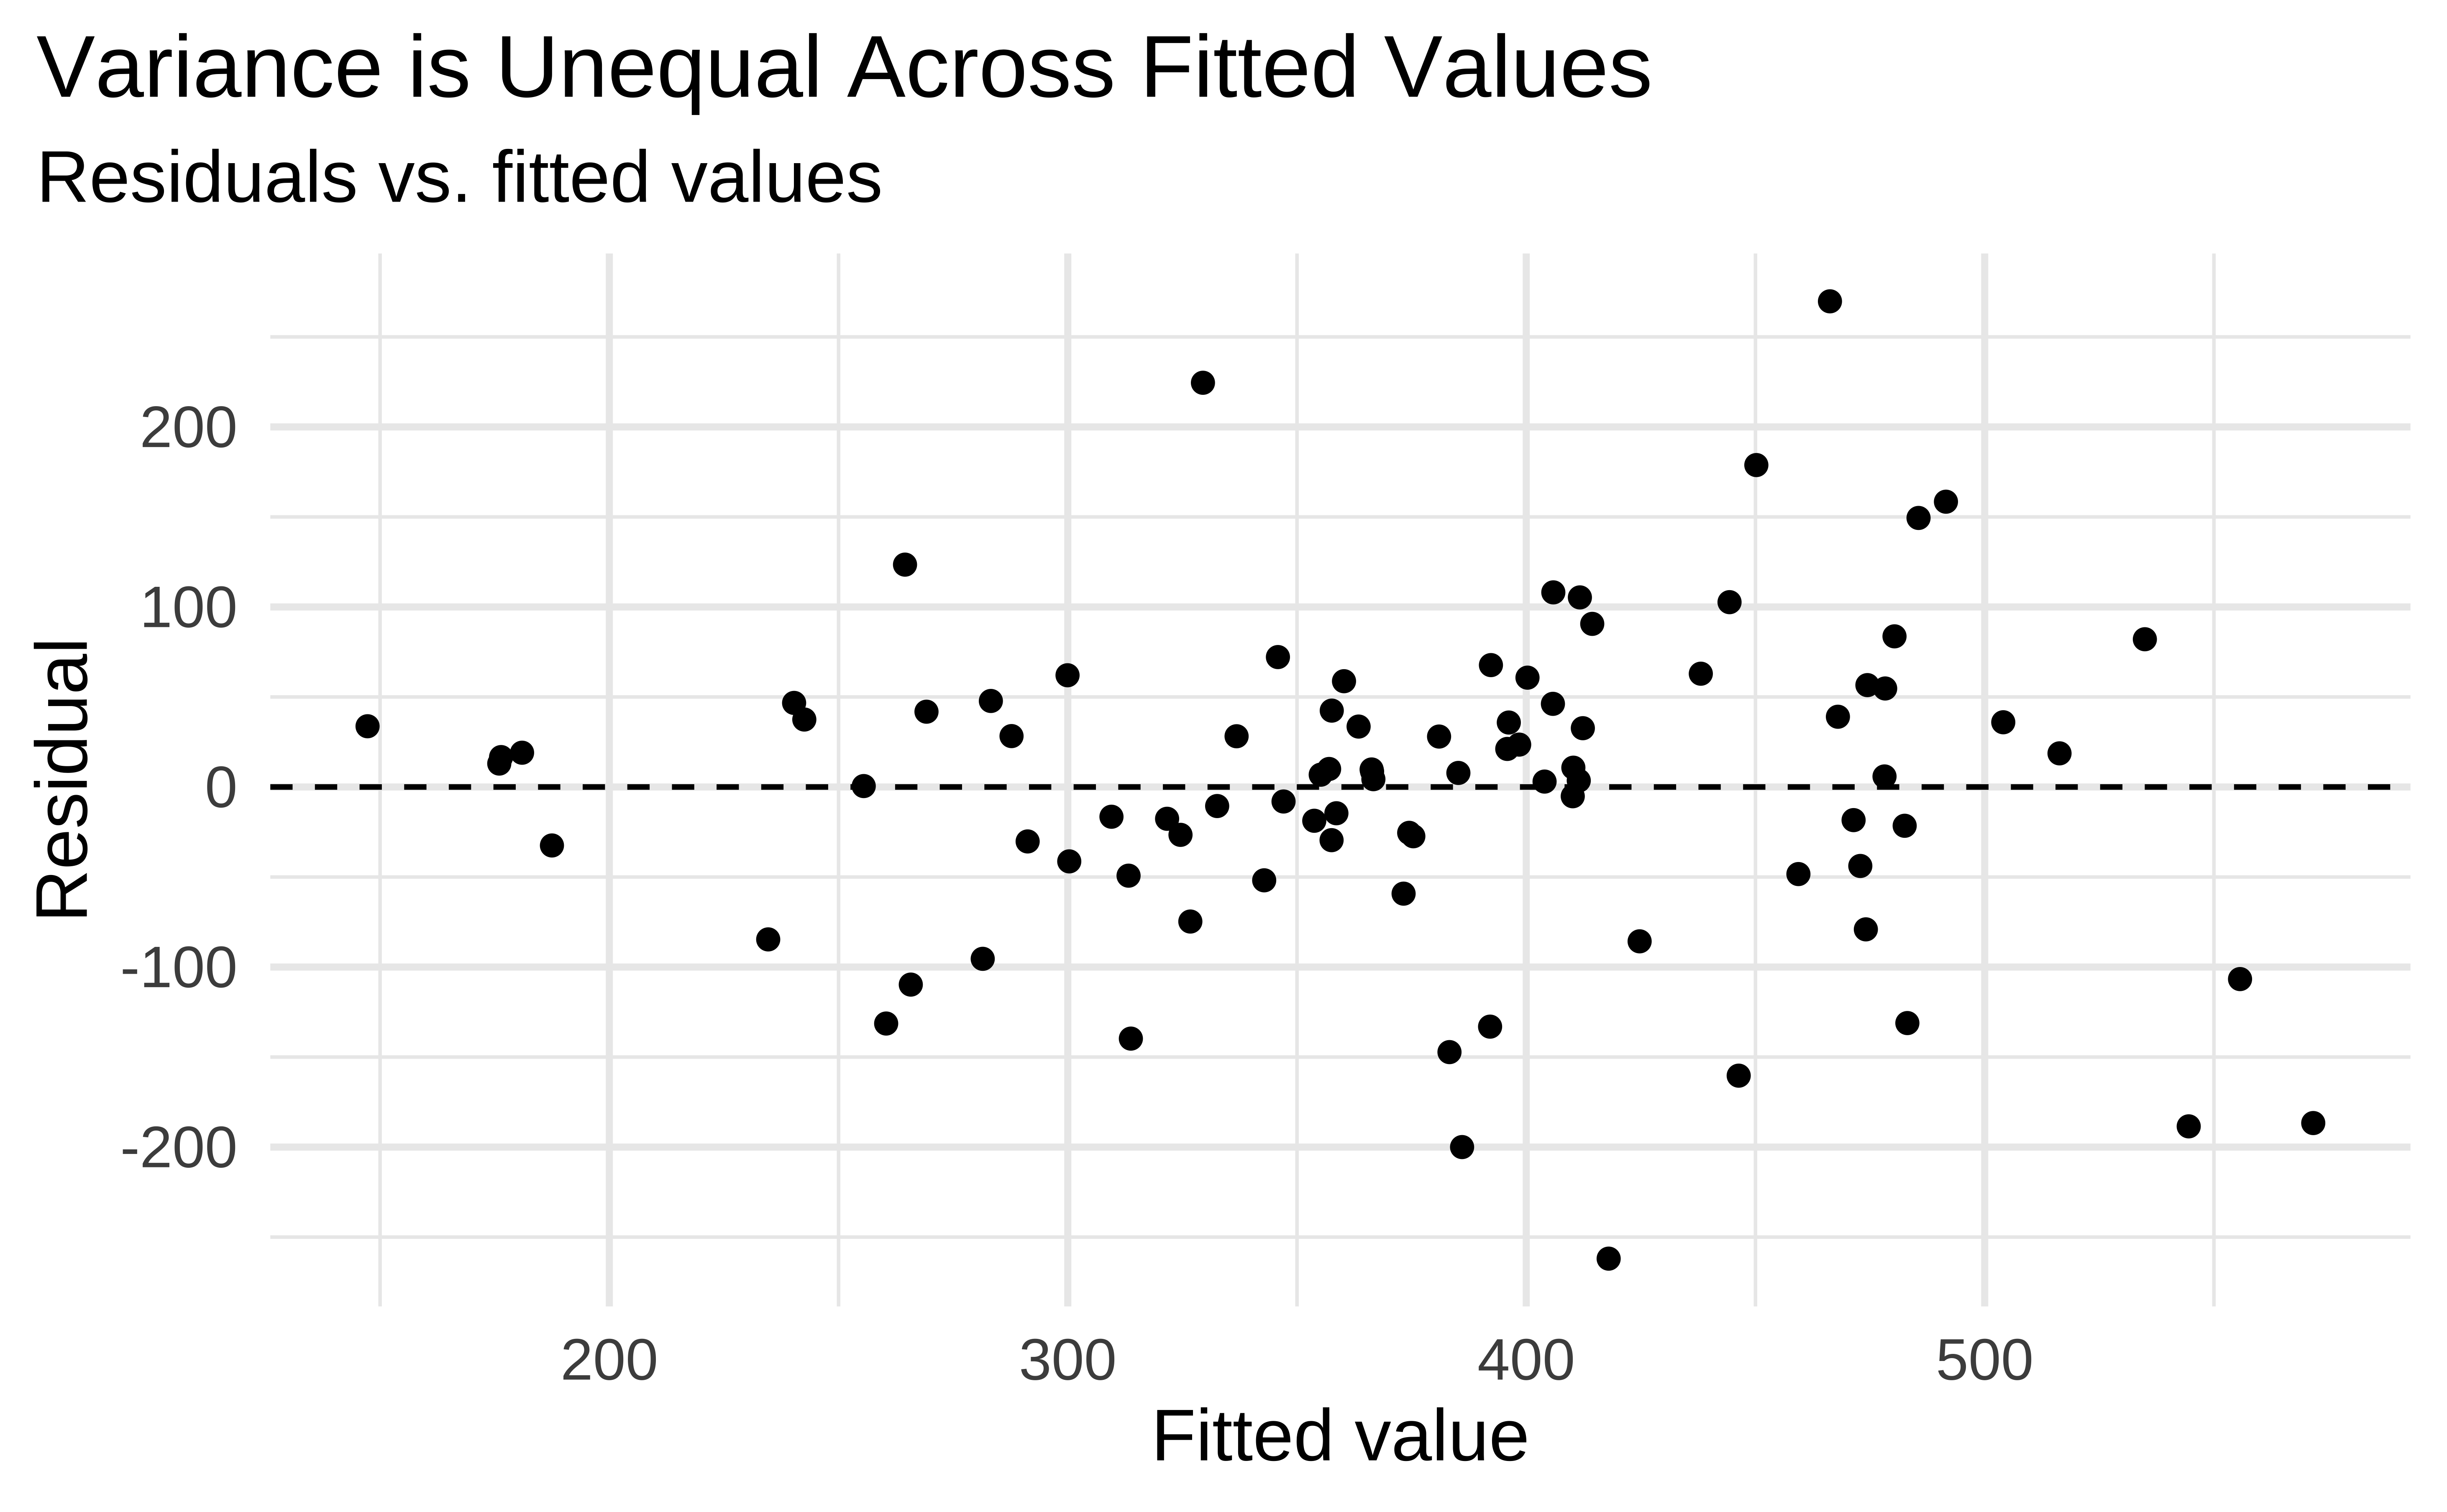 Variance is Unequal Across Fitted Values
Residuals vs. fitted values
Residual
200
100
0
-100
-200
200
300
400
500
Fitted value